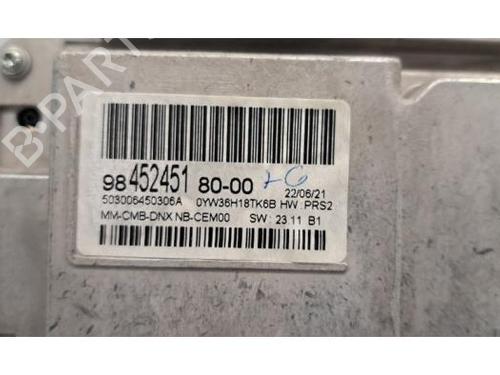 B-PARTS
98 452451 80-00 +G
22/06/21
503006450306A 0YW36H18TK6B HW : PRS2
MM-CMB-DNX NB-CEM00 SW : 23.11 B1